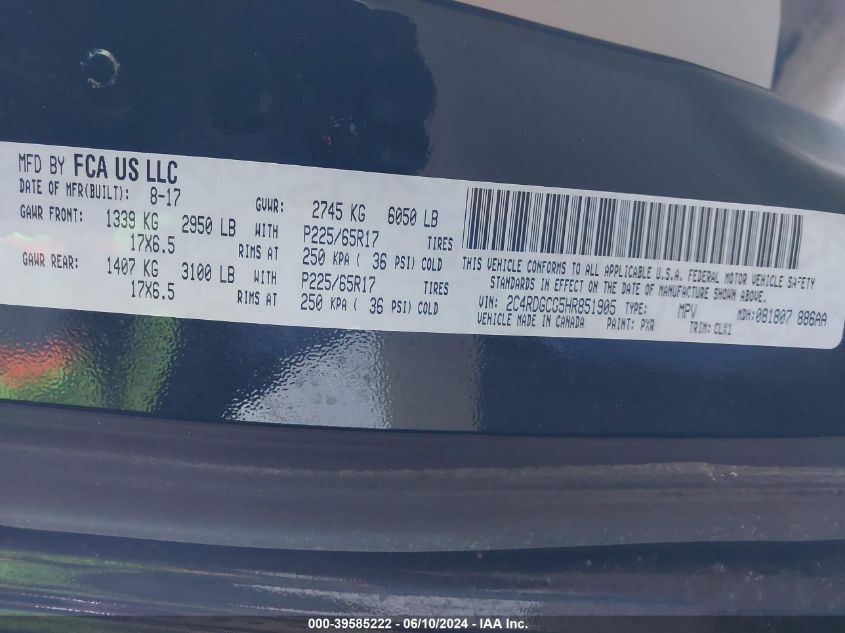 MFD BY FCA US LLC
DATE OF MFR(BUILT): 8-17 GVWR: 2745 KG 6050 LB
GAWR FRONT: 1339 KG 2950 LB WITH P225/65R17 TIRES
17X6.5 RIMS AT 250 KPA ( 36 PSI) COLD
GAWR REAR: 1407 KG 3100 LB WITH P225/65R17 TIRES
17X6.5 RIMS AT 250 KPA ( 36 PSI) COLD
THIS VEHICLE CONFORMS TO ALL APPLICABLE U.S.A. FEDERAL MOTOR VEHICLE SAFETY
STANDARDS IN EFFECT ON THE DATE OF MANUFACTURE SHOWN ABOVE.
VIN: 2C4RDGCG5HR851905 TYPE: MPV MDH:081807 886AA
VEHICLE MADE IN CANADA PAINT: PXR TRIM: CLX1
000-39585222 - 06/10/2024 - IAA Inc.